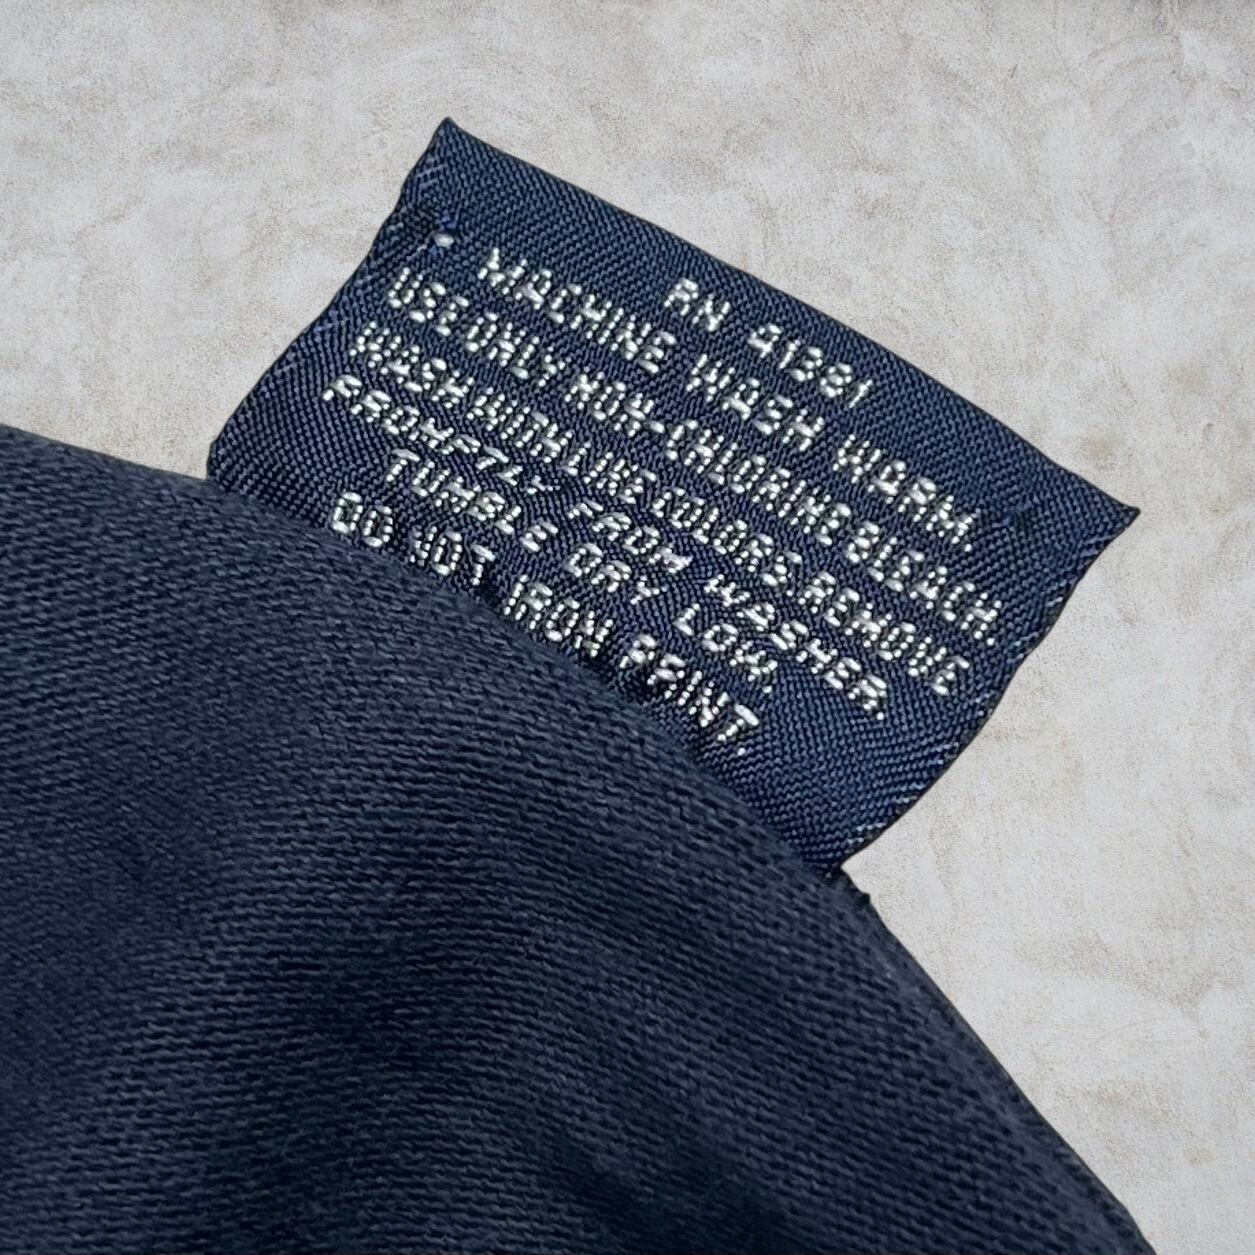 RN 41381
MACHINE WASH WARM.
USE ONLY NON-CHLORINE BLEACH.
WASH WITH LIKE COLORS. REMOVE
PROMPTLY FROM WASHER.
TUMBLE DRY LOW.
DO NOT IRON PRINT.